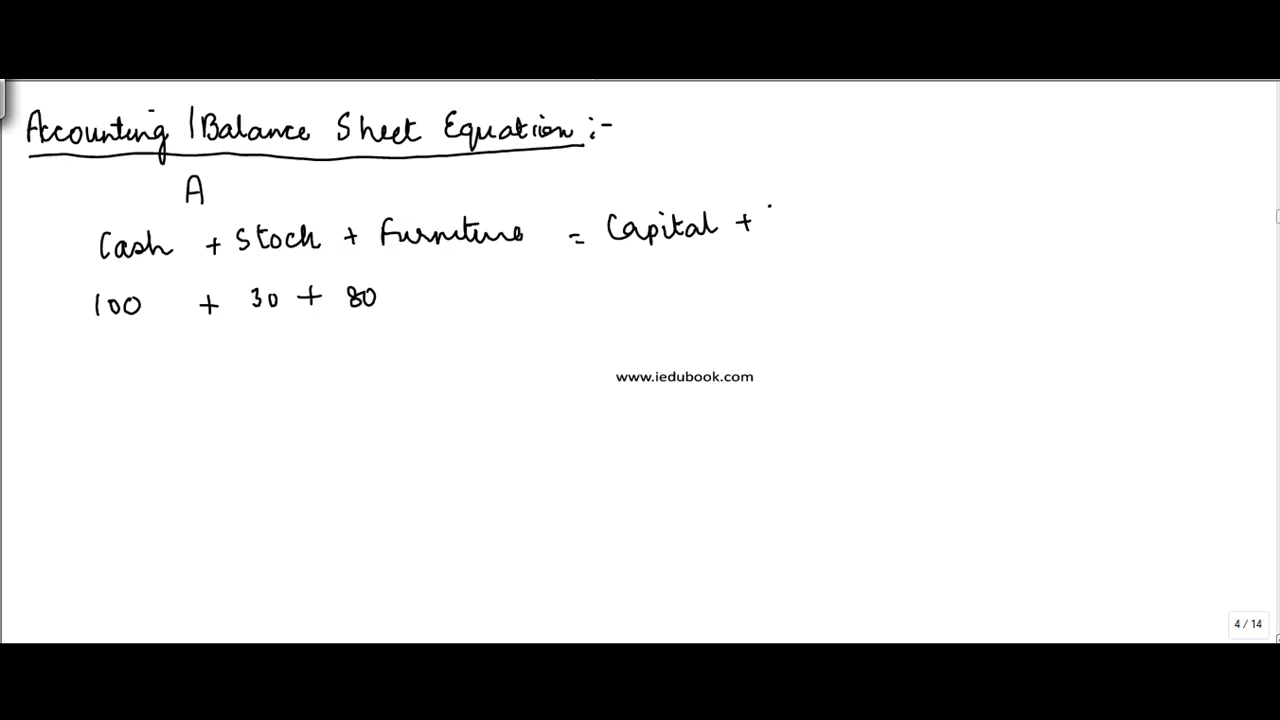 Accounting |Balance Sheet Equation :-
A
Cash + Stock + Furniture = Capital +
100 + 30 + 80
www.iedubook.com
4 / 14